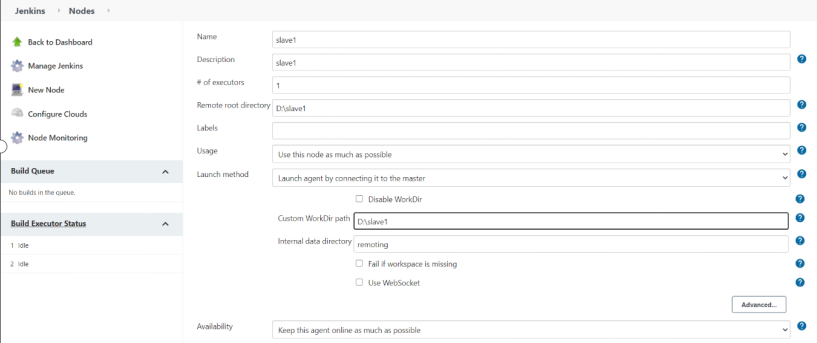 Jenkins › Nodes ›
Back to Dashboard
Manage Jenkins
New Node
Configure Clouds
Node Monitoring
Build Queue
No builds in the queue.
Build Executor Status
1 Idle
2 Idle
Name slave1
Description slave1
# of executors 1
Remote root directory D:\slave1
Labels
Usage Use this node as much as possible
Launch method Launch agent by connecting it to the master
Disable WorkDir
Custom WorkDir path D:\slave1
Internal data directory remoting
Fail if workspace is missing
Use WebSocket
Advanced...
Availability Keep this agent online as much as possible